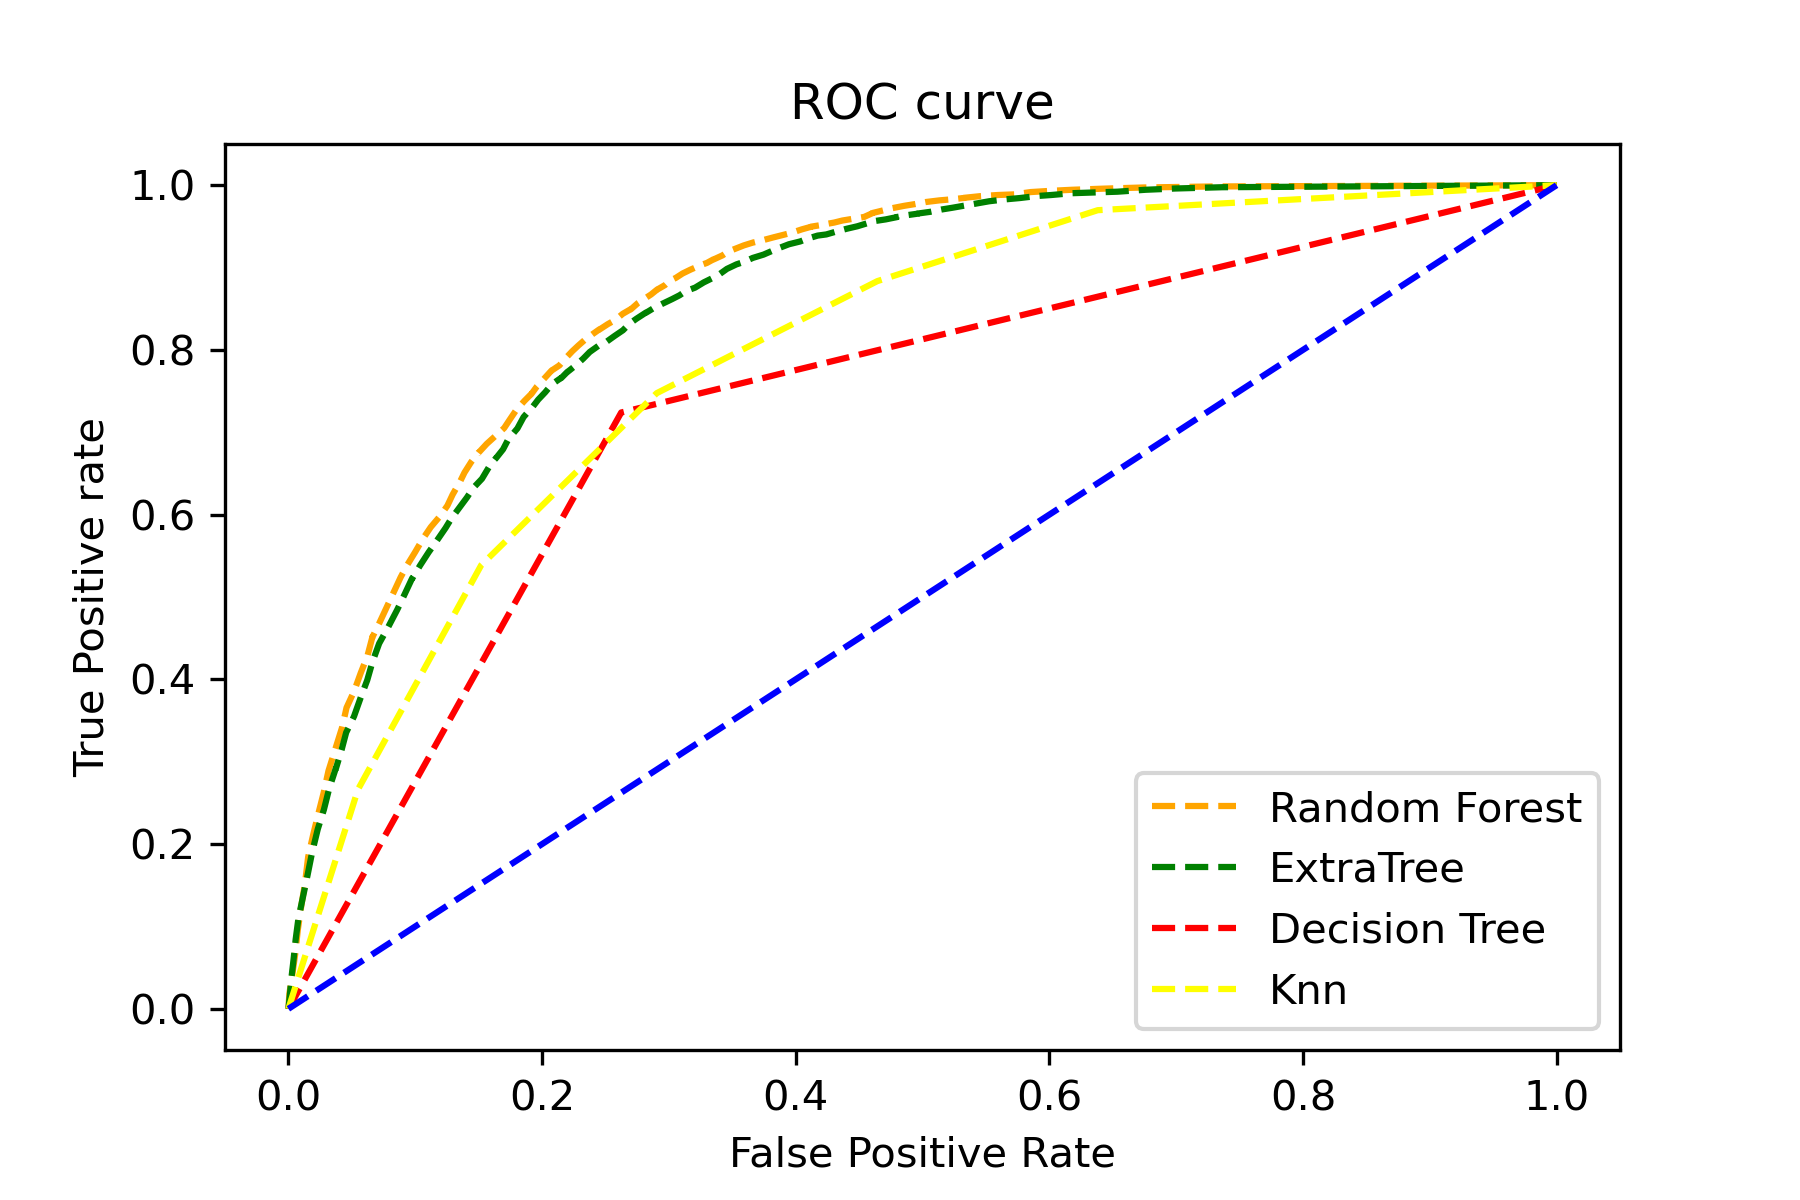 ROC curve
True Positive rate
1.0
0.8
0.6
0.4
0.2
0.0
Random Forest
ExtraTree
Decision Tree
Knn
0.0 0.2 0.4 0.6 0.8 1.0
False Positive Rate